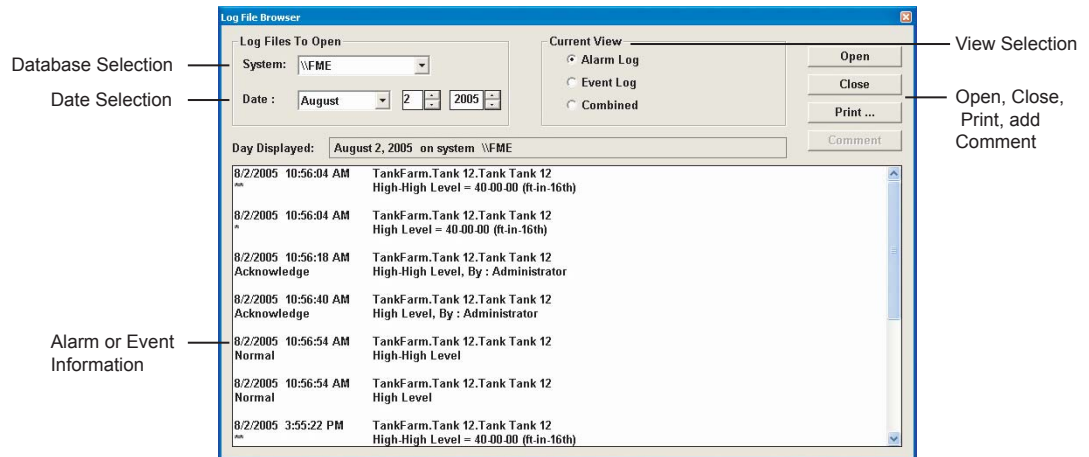 Log File Browser
Log Files To Open
System: \\FME
Date : August 2 2005
Current View
Alarm Log
Event Log
Combined
Open
Close
Print ...
Comment
Day Displayed: August 2, 2005 on system \\FME
8/2/2005 10:56:04 AM TankFarm.Tank 12.Tank Tank 12
** High-High Level = 40-00-00 (ft-in-16th)
8/2/2005 10:56:04 AM TankFarm.Tank 12.Tank Tank 12
* High Level = 40-00-00 (ft-in-16th)
8/2/2005 10:56:18 AM TankFarm.Tank 12.Tank Tank 12
Acknowledge High-High Level, By : Administrator
8/2/2005 10:56:40 AM TankFarm.Tank 12.Tank Tank 12
Acknowledge High Level, By : Administrator
8/2/2005 10:56:54 AM TankFarm.Tank 12.Tank Tank 12
Normal High-High Level
8/2/2005 10:56:54 AM TankFarm.Tank 12.Tank Tank 12
Normal High Level
8/2/2005 3:55:22 PM TankFarm.Tank 12.Tank Tank 12
** High-High Level = 40-00-00 (ft-in-16th)
Database Selection
Date Selection
Alarm or Event
Information
View Selection
Open, Close,
Print, add
Comment